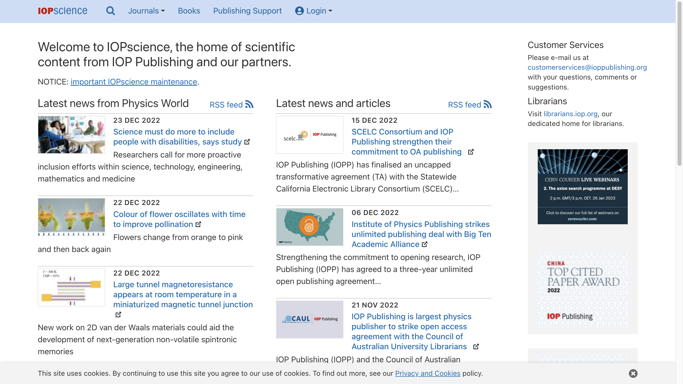 IOPscience
Journals
Books
Publishing Support
Login
Welcome to IOPscience, the home of scientific
content from IOP Publishing and our partners.
NOTICE: important IOPscience maintenance.
Latest news from Physics World
RSS feed
23 DEC 2022
Science must do more to include
people with disabilities, says study
Researchers call for more proactive
inclusion efforts within science, technology, engineering,
mathematics and medicine
22 DEC 2022
Colour of flower oscillates with time
to improve pollination
Flowers change from orange to pink
and then back again
22 DEC 2022
Large tunnel magnetoresistance
appears at room temperature in a
miniaturized magnetic tunnel junction
New work on 2D van der Waals materials could aid the
development of next-generation non-volatile spintronic
memories
Latest news and articles
RSS feed
scelc
IOP Publishing
15 DEC 2022
SCELC Consortium and IOP
Publishing strengthen their
commitment to OA publishing
IOP Publishing (IOPP) has finalised an uncapped
transformative agreement (TA) with the Statewide
California Electronic Library Consortium (SCELC)...
06 DEC 2022
Institute of Physics Publishing strikes
unlimited publishing deal with Big Ten
Academic Alliance
Strengthening the commitment to opening research, IOP
Publishing (IOPP) has agreed to a three-year unlimited
open publishing agreement...
CAUL
IOP Publishing
21 NOV 2022
IOP Publishing is largest physics
publisher to strike open access
agreement with the Council of
Australian University Librarians
IOP Publishing (IOPP) and the Council of Australian
Customer Services
Please e-mail us at
customerservices@ioppublishing.org
with your questions, comments or
suggestions.
Librarians
Visit librarians.iop.org, our
dedicated home for librarians.
CERN COURIER LIVE WEBINARS
2. The axion search programme at DESY
2 p.m. GMT/3 p.m. CET, 26 Jan 2023
Click to discover our full list of webinars on
cerncourier.com
CHINA
TOP CITED
PAPER AWARD
2022
IOP Publishing
This site uses cookies. By continuing to use this site you agree to our use of cookies. To find out more, see our Privacy and Cookies policy.